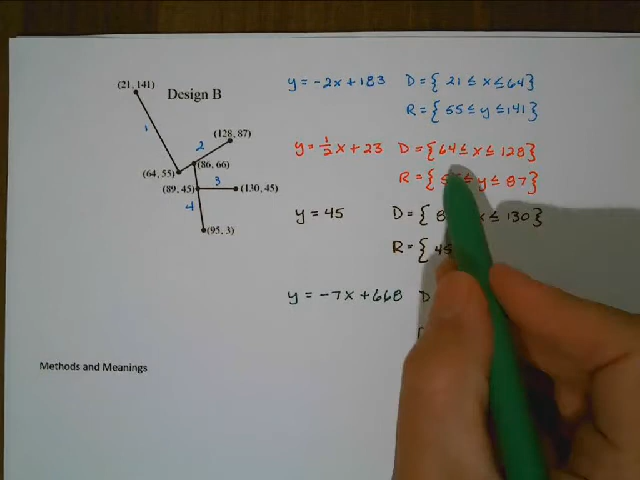 (21, 141)
Design B
1
2
(128, 87)
(86, 66)
(64, 55)
3
(89, 45)
(130, 45)
4
(95, 3)
y = -2x + 183 D = { 21 ≤ x ≤ 64}
R = { 55 ≤ y ≤ 141}
y = 1/2 x + 23 D = {64 ≤ x ≤ 128}
R = { ≤ y ≤ 87}
y = 45 D = { 8 x ≤ 130}
R = { 45
y = -7x + 668 D
Methods and Meanings